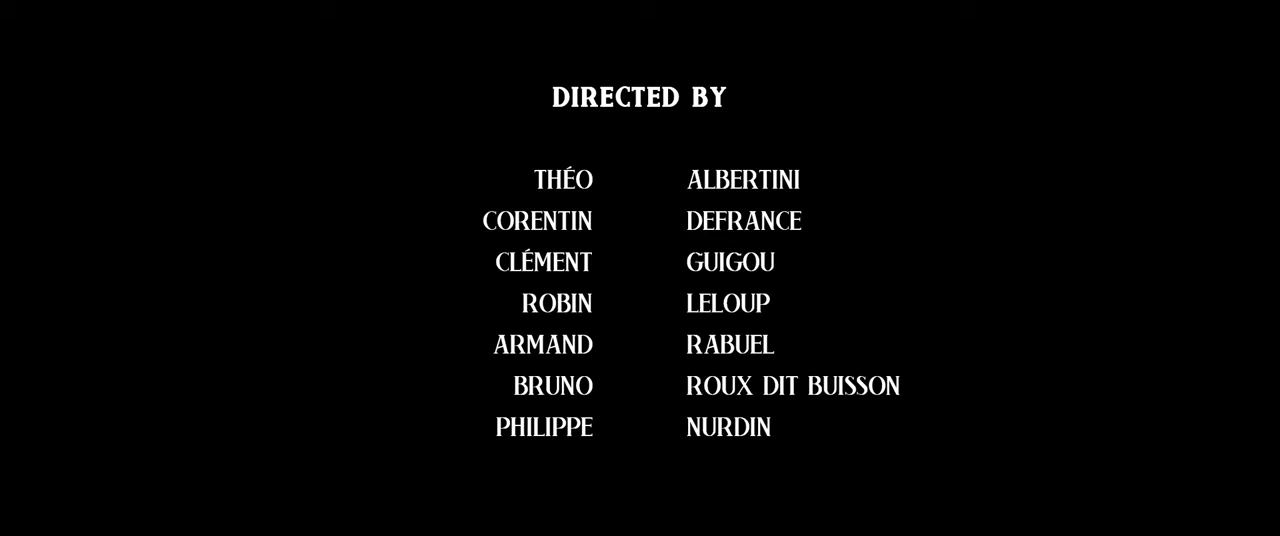 DIRECTED BY
THÉO ALBERTINI
CORENTIN DEFRANCE
CLÉMENT GUIGOU
ROBIN LELOUP
ARMAND RABUEL
BRUNO ROUX DIT BUISSON
PHILIPPE NURDIN